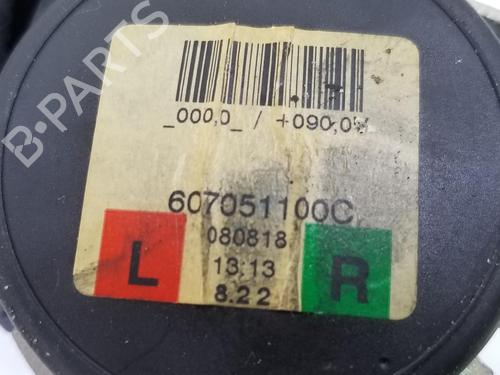 B-PARTS
_000,0_ / +090,0°
607051100C
080818
L
13:13
R
8.22